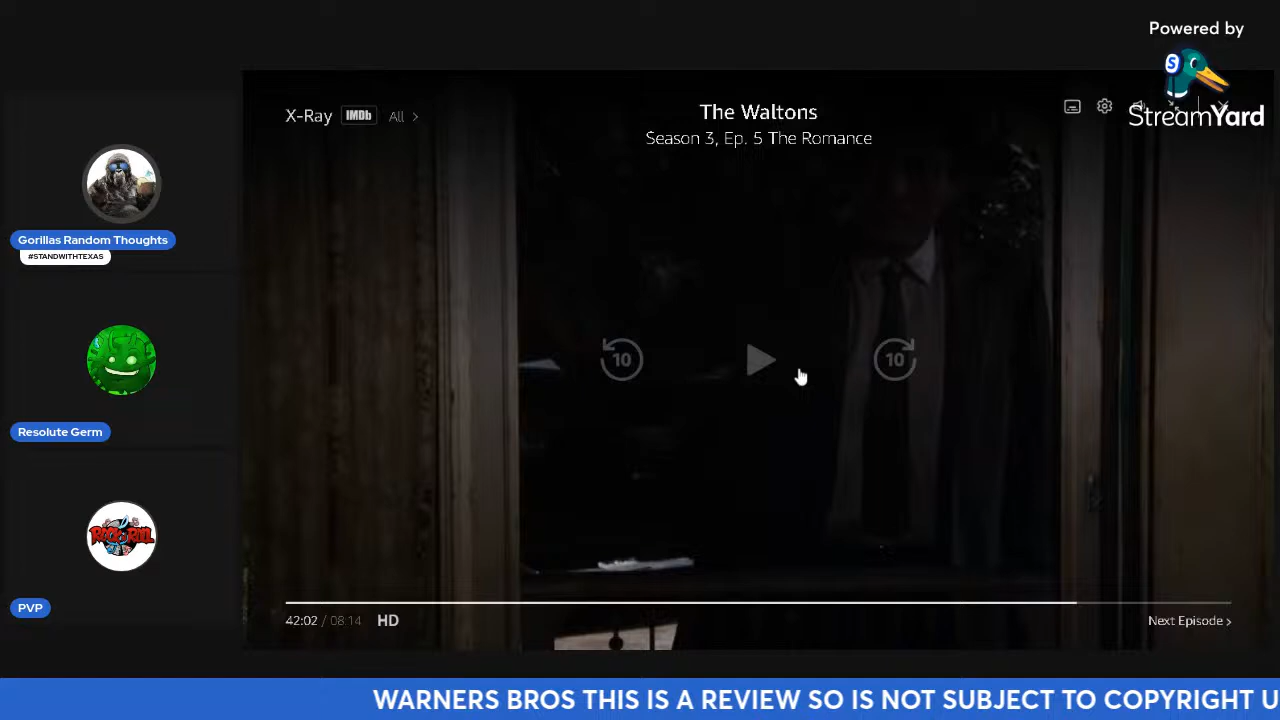 Powered by
StreamYard
X-Ray IMDb All
The Waltons
Season 3, Ep. 5 The Romance
Gorillas Random Thoughts
#STANDWITHTEXAS
10
10
Resolute Germ
PVP
42:02 / 08:14 HD
Next Episode
WARNERS BROS THIS IS A REVIEW SO IS NOT SUBJECT TO COPYRIGHT U